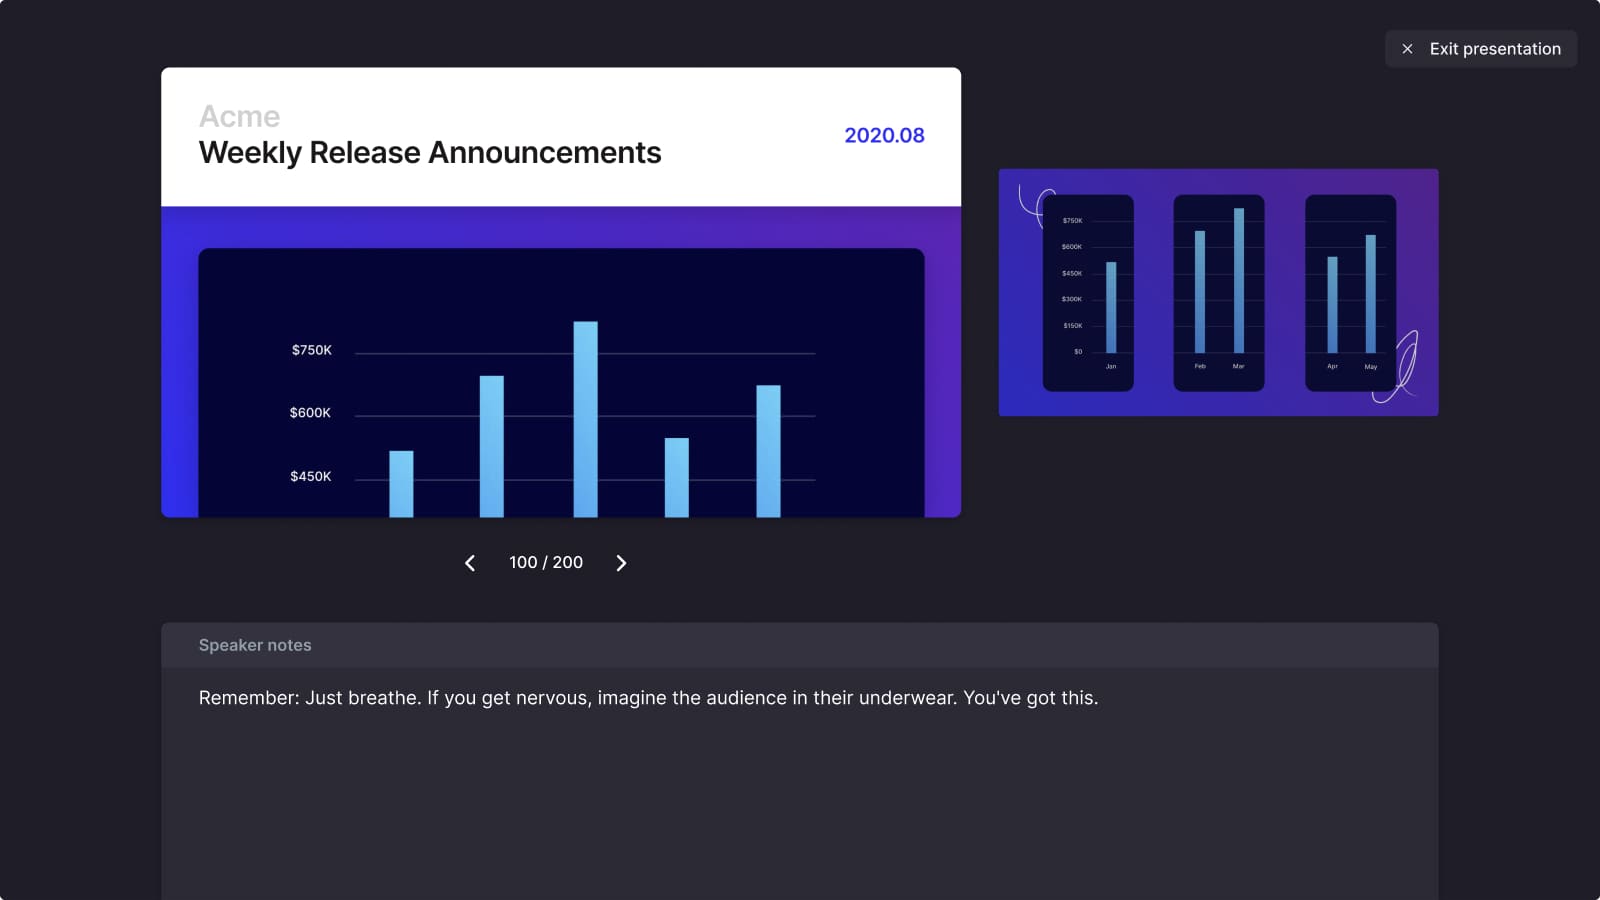 Exit presentation
Acme
Weekly Release Announcements
2020.08
$750K
$600K
$450K
$750K
$600K
$450K
$300K
$150K
$0
Jan
Feb
Mar
Apr
May
100 / 200
Speaker notes
Remember: Just breathe. If you get nervous, imagine the audience in their underwear. You've got this.